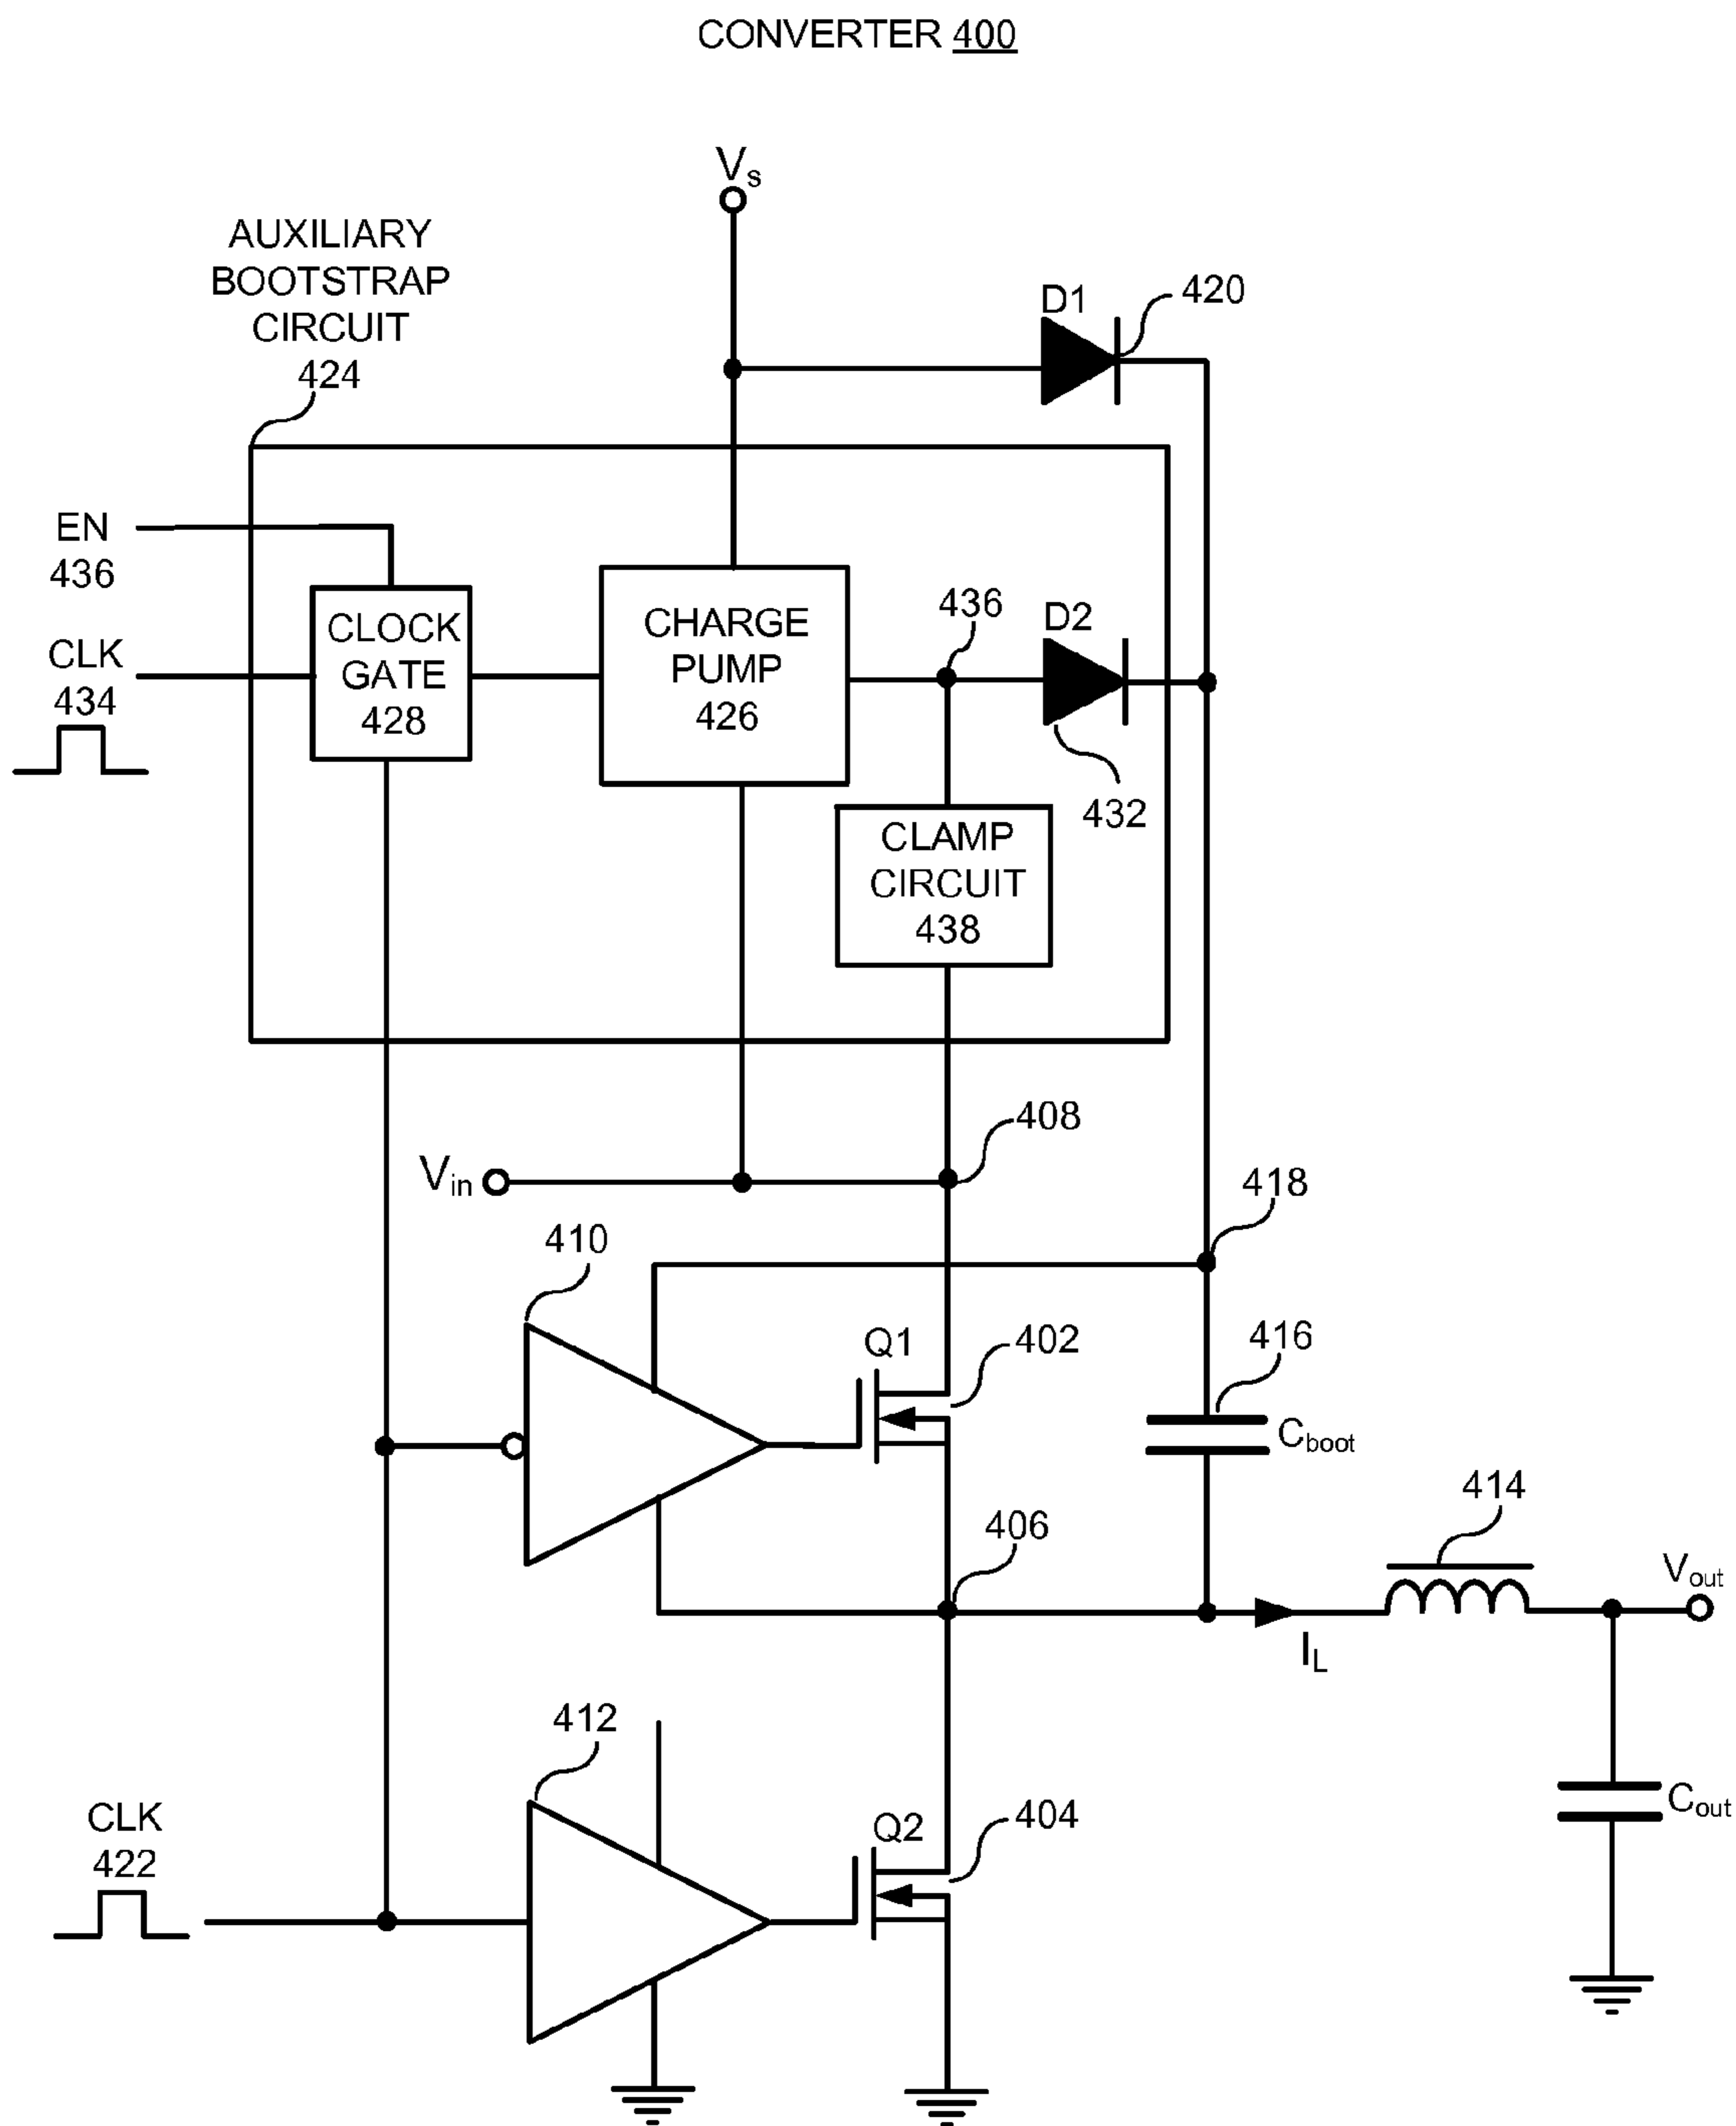 CONVERTER 400
Vs
AUXILIARY
BOOTSTRAP
CIRCUIT
424
D1
420
EN
436
CLK
434
CLOCK
GATE
428
CHARGE
PUMP
426
436
D2
432
CLAMP
CIRCUIT
438
408
Vin
418
410
Q1
402
416
Cboot
406
414
Vout
IL
412
Q2
404
Cout
CLK
422